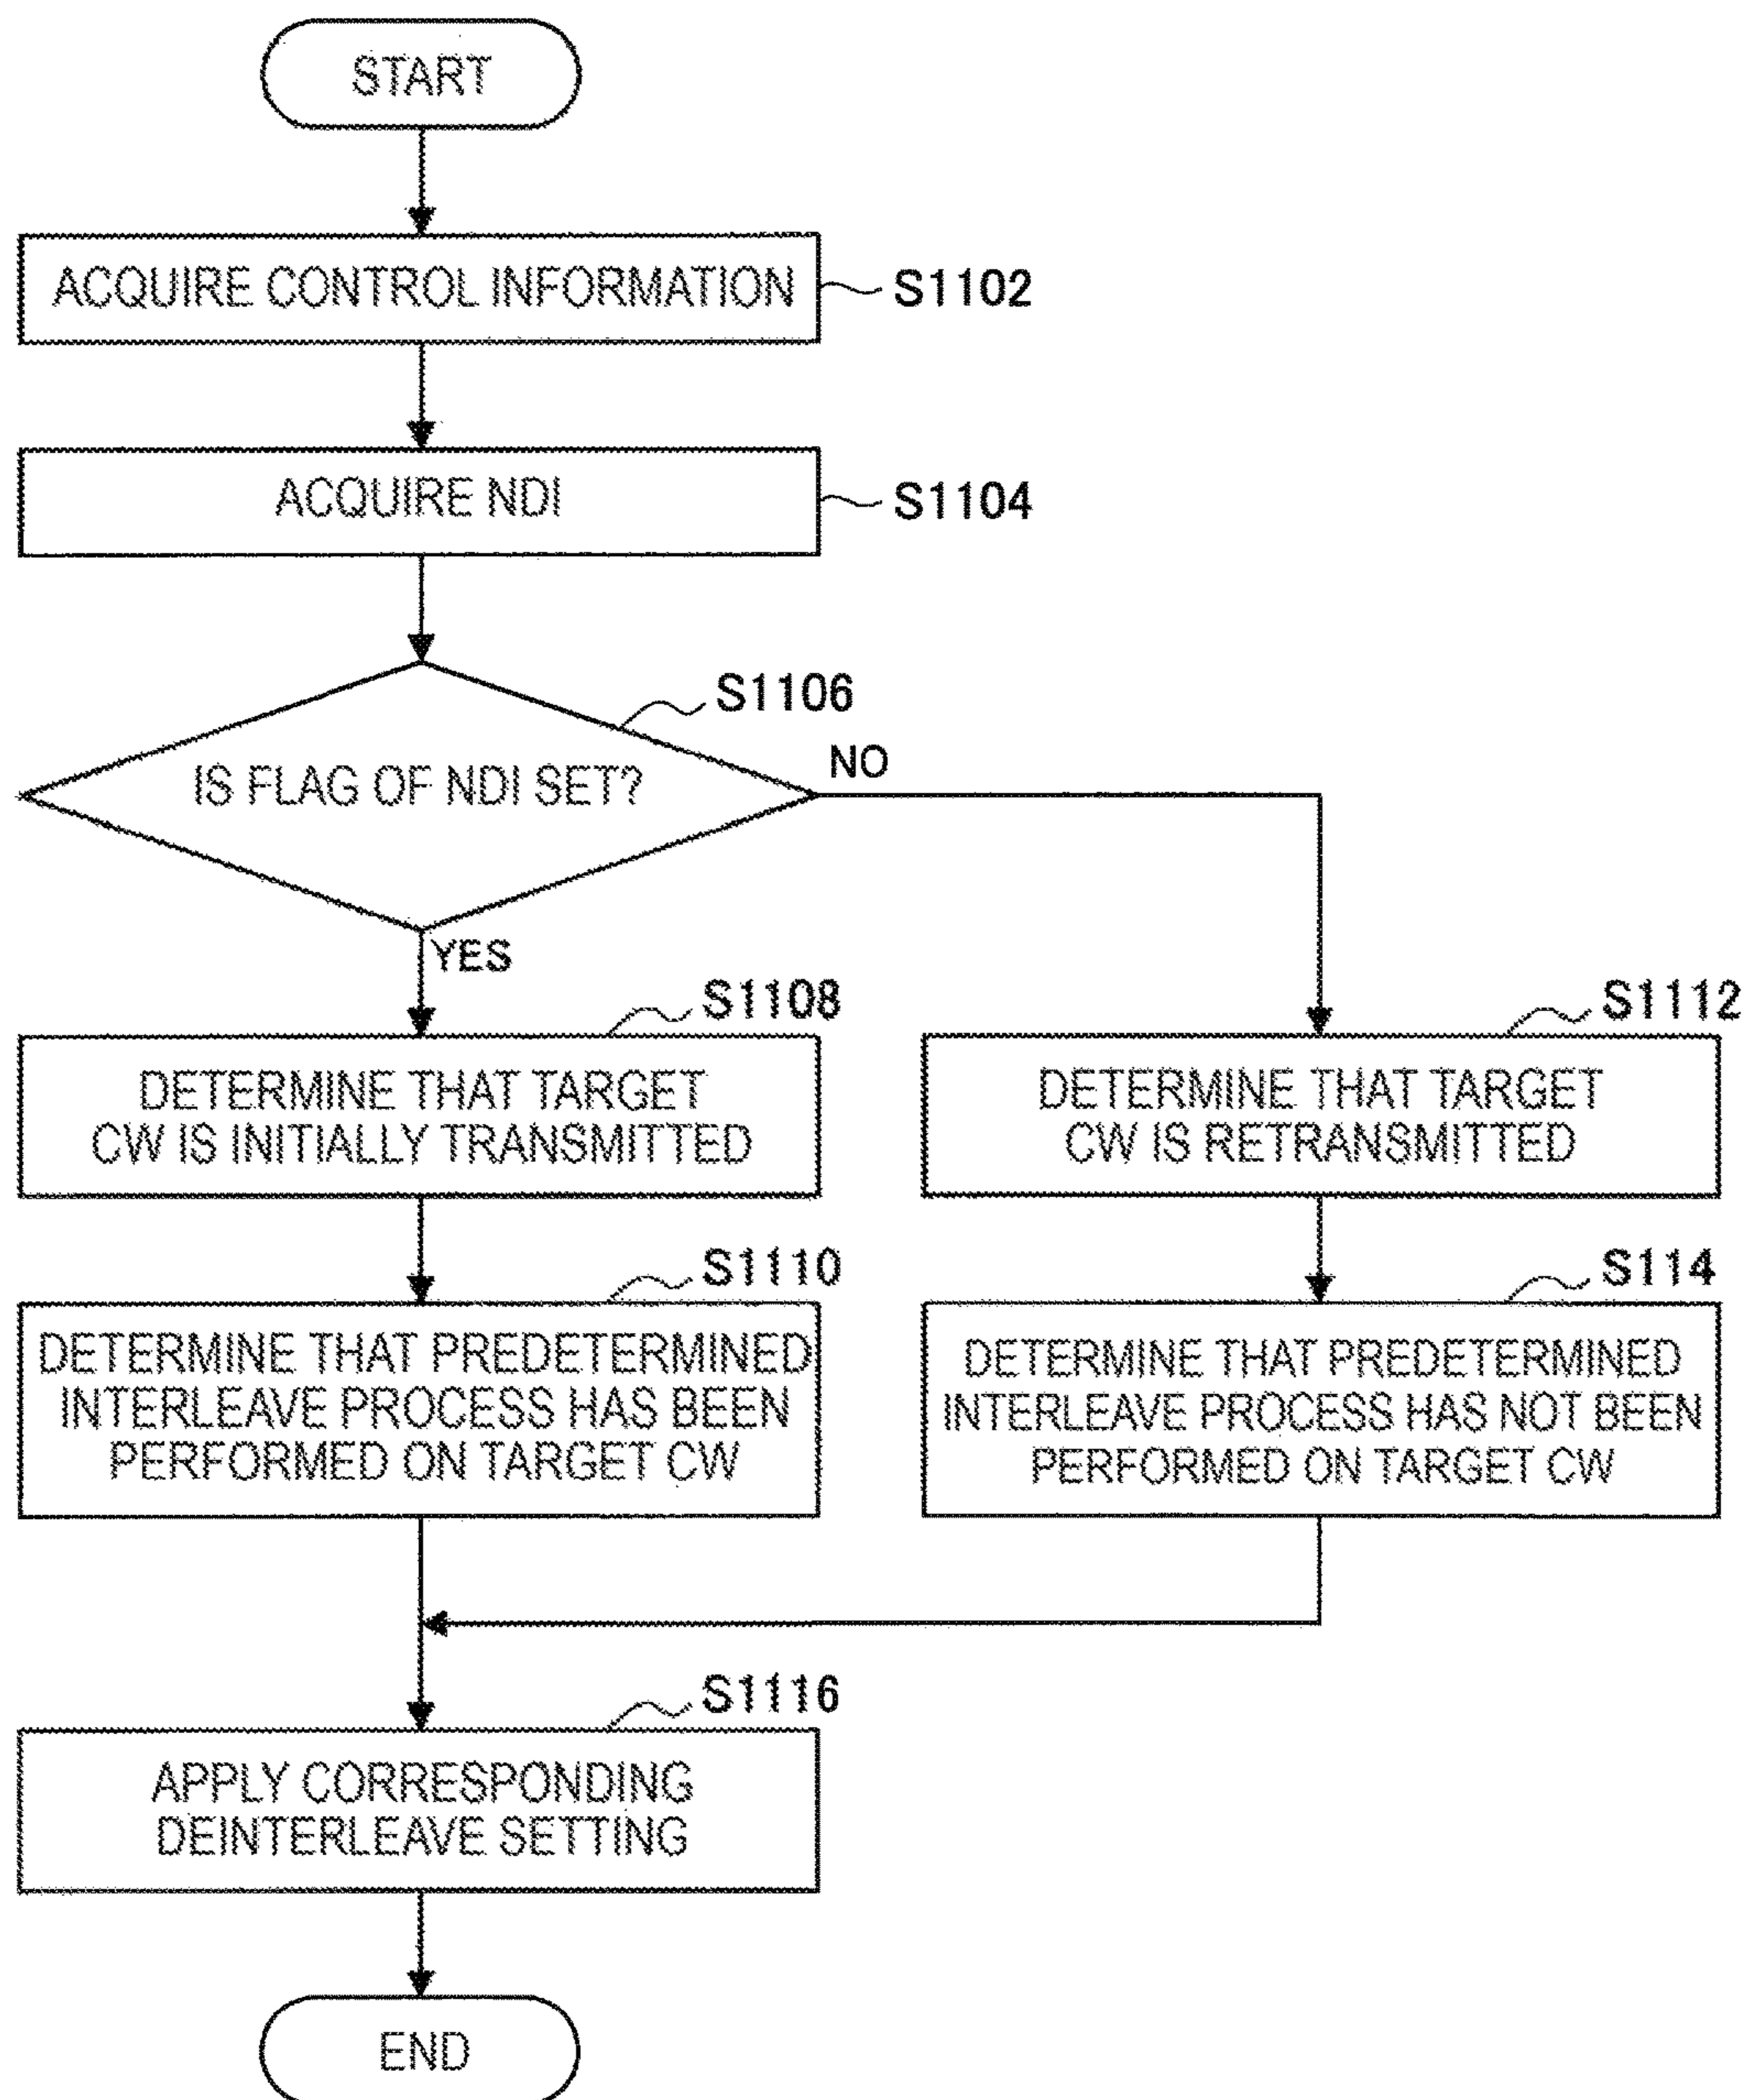 START
ACQUIRE CONTROL INFORMATION
S1102
ACQUIRE NDI
S1104
S1106
IS FLAG OF NDI SET?
NO
YES
S1108
DETERMINE THAT TARGET
CW IS INITIALLY TRANSMITTED
S1112
DETERMINE THAT TARGET
CW IS RETRANSMITTED
S1110
DETERMINE THAT PREDETERMINED
INTERLEAVE PROCESS HAS BEEN
PERFORMED ON TARGET CW
S114
DETERMINE THAT PREDETERMINED
INTERLEAVE PROCESS HAS NOT BEEN
PERFORMED ON TARGET CW
S1116
APPLY CORRESPONDING
DEINTERLEAVE SETTING
END